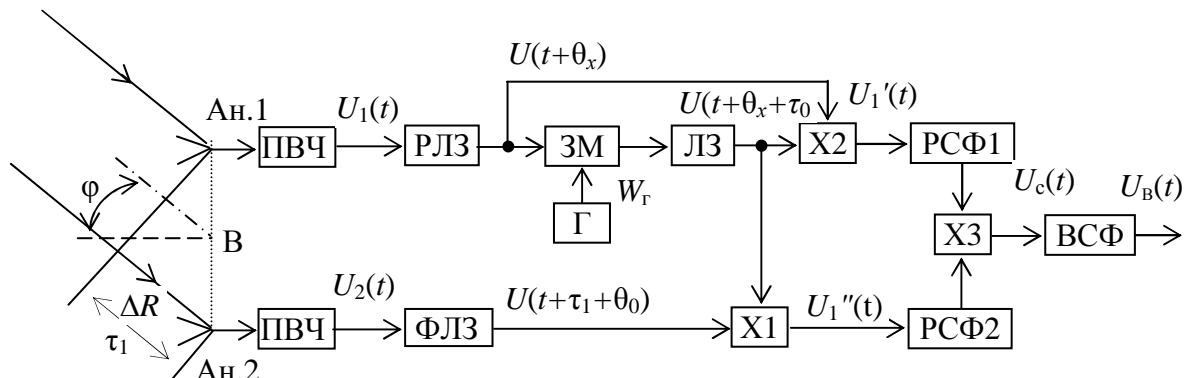 U(t+θx)
Ан.1
U1(t)
U(t+θx+τ0
U1′(t)
ПВЧ
РЛЗ
ЗМ
ЛЗ
Х2
РСФ1
φ
Wг
Uс(t)
Uв(t)
Г
В
Х3
ВСФ
ΔR
U2(t)
U(t+τ1+θ0)
U1″(t)
τ1
ПВЧ
ФЛЗ
Х1
РСФ2
Ан.2